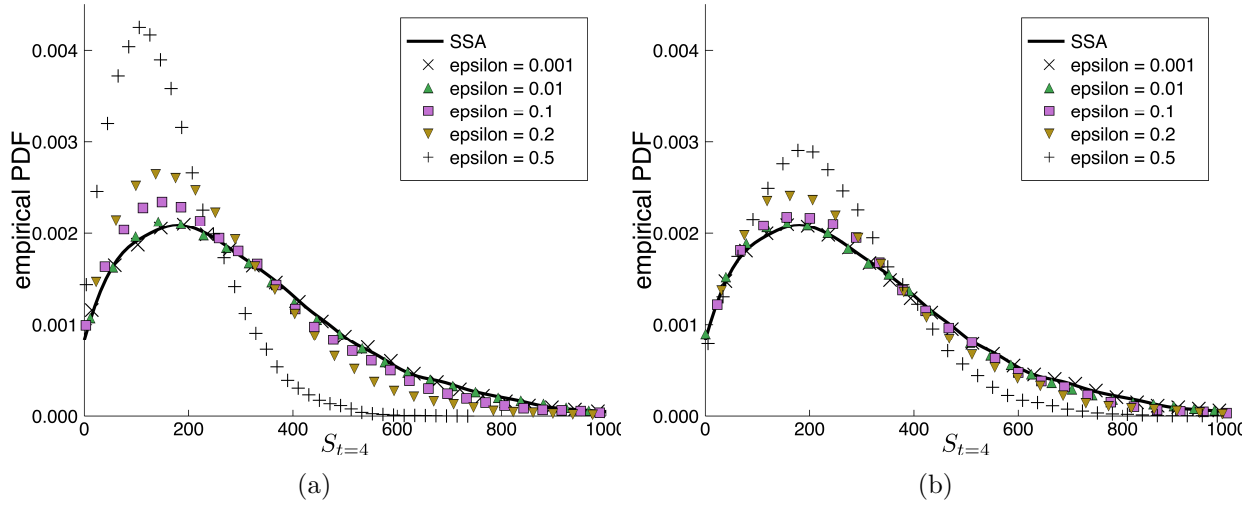 empirical PDF
0.004
0.003
0.002
0.001
0.000
0
200
400
600
800
1000
S_{t=4}
SSA
epsilon = 0.001
epsilon = 0.01
epsilon = 0.1
epsilon = 0.2
epsilon = 0.5
(a)
empirical PDF
0.004
0.003
0.002
0.001
0.000
0
200
400
600
800
1000
S_{t=4}
SSA
epsilon = 0.001
epsilon = 0.01
epsilon = 0.1
epsilon = 0.2
epsilon = 0.5
(b)